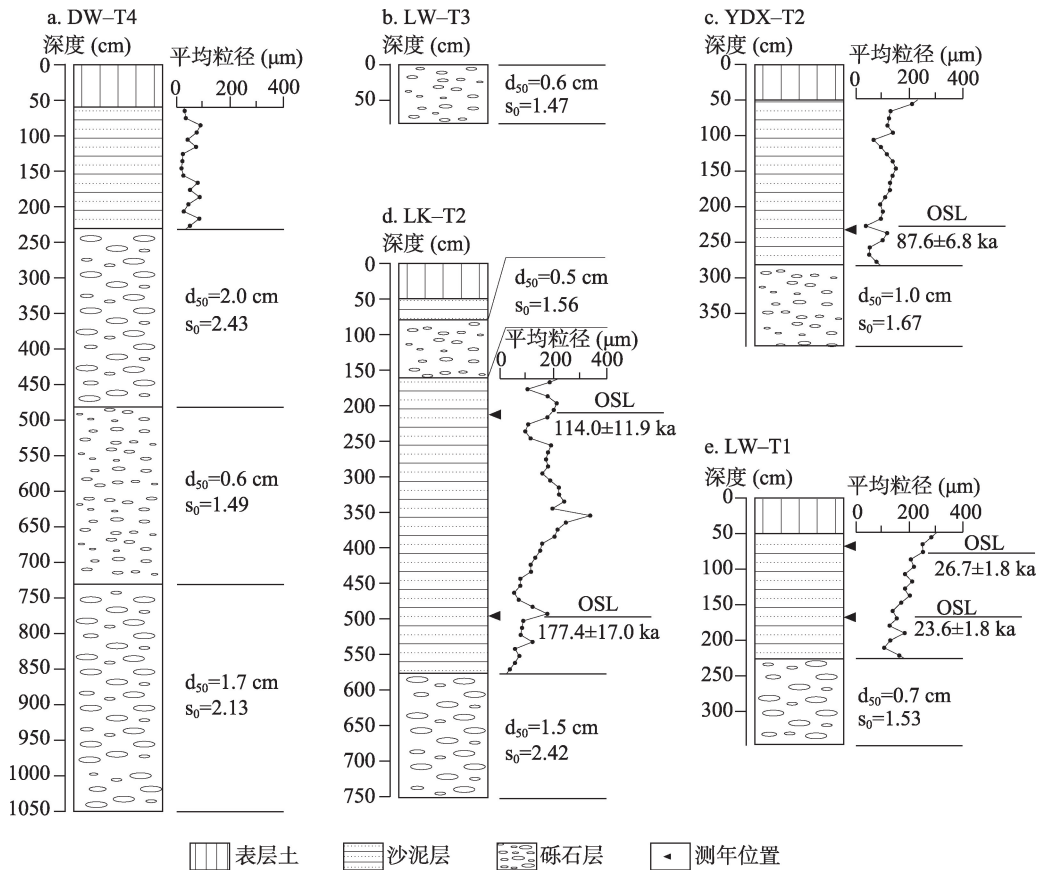 a. DW–T4
深度 (cm)
平均粒径 (μm)
0 200 400
0
50
100
150
200
250
300
350
400
450
500
550
600
650
700
750
800
850
900
950
1000
1050
d₅₀=2.0 cm
s₀=2.43
d₅₀=0.6 cm
s₀=1.49
d₅₀=1.7 cm
s₀=2.13
b. LW–T3
深度 (cm)
0
50
d₅₀=0.6 cm
s₀=1.47
c. YDX–T2
深度 (cm)
平均粒径 (μm)
0 200 400
0
50
100
150
200
250
300
350
OSL
87.6±6.8 ka
d₅₀=1.0 cm
s₀=1.67
d. LK–T2
深度 (cm)
0
50
100
150
200
250
300
350
400
450
500
550
600
650
700
750
d₅₀=0.5 cm
s₀=1.56
平均粒径 (μm)
0 200 400
OSL
114.0±11.9 ka
OSL
177.4±17.0 ka
d₅₀=1.5 cm
s₀=2.42
e. LW–T1
深度 (cm)
平均粒径 (μm)
0 200 400
0
50
100
150
200
250
300
OSL
26.7±1.8 ka
OSL
23.6±1.8 ka
d₅₀=0.7 cm
s₀=1.53
表层土 沙泥层 砾石层 测年位置